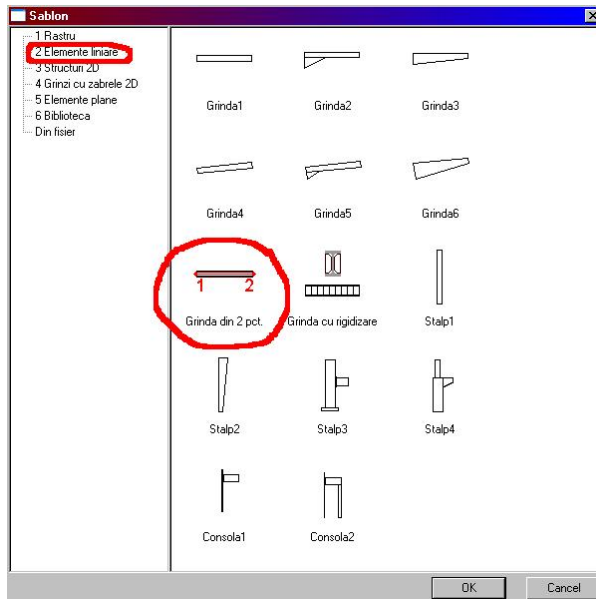 Sablon
1 Rastru
2 Elemente liniare
3 Structuri 2D
4 Grinzi cu zabrele 2D
5 Elemente plane
6 Biblioteca
Din fisier
Grinda1
Grinda2
Grinda3
Grinda4
Grinda5
Grinda6
1 2
Grinda din 2 pct.
Grinda cu rigidizare
Stalp1
Stalp2
Stalp3
Stalp4
Consola1
Consola2
OK
Cancel